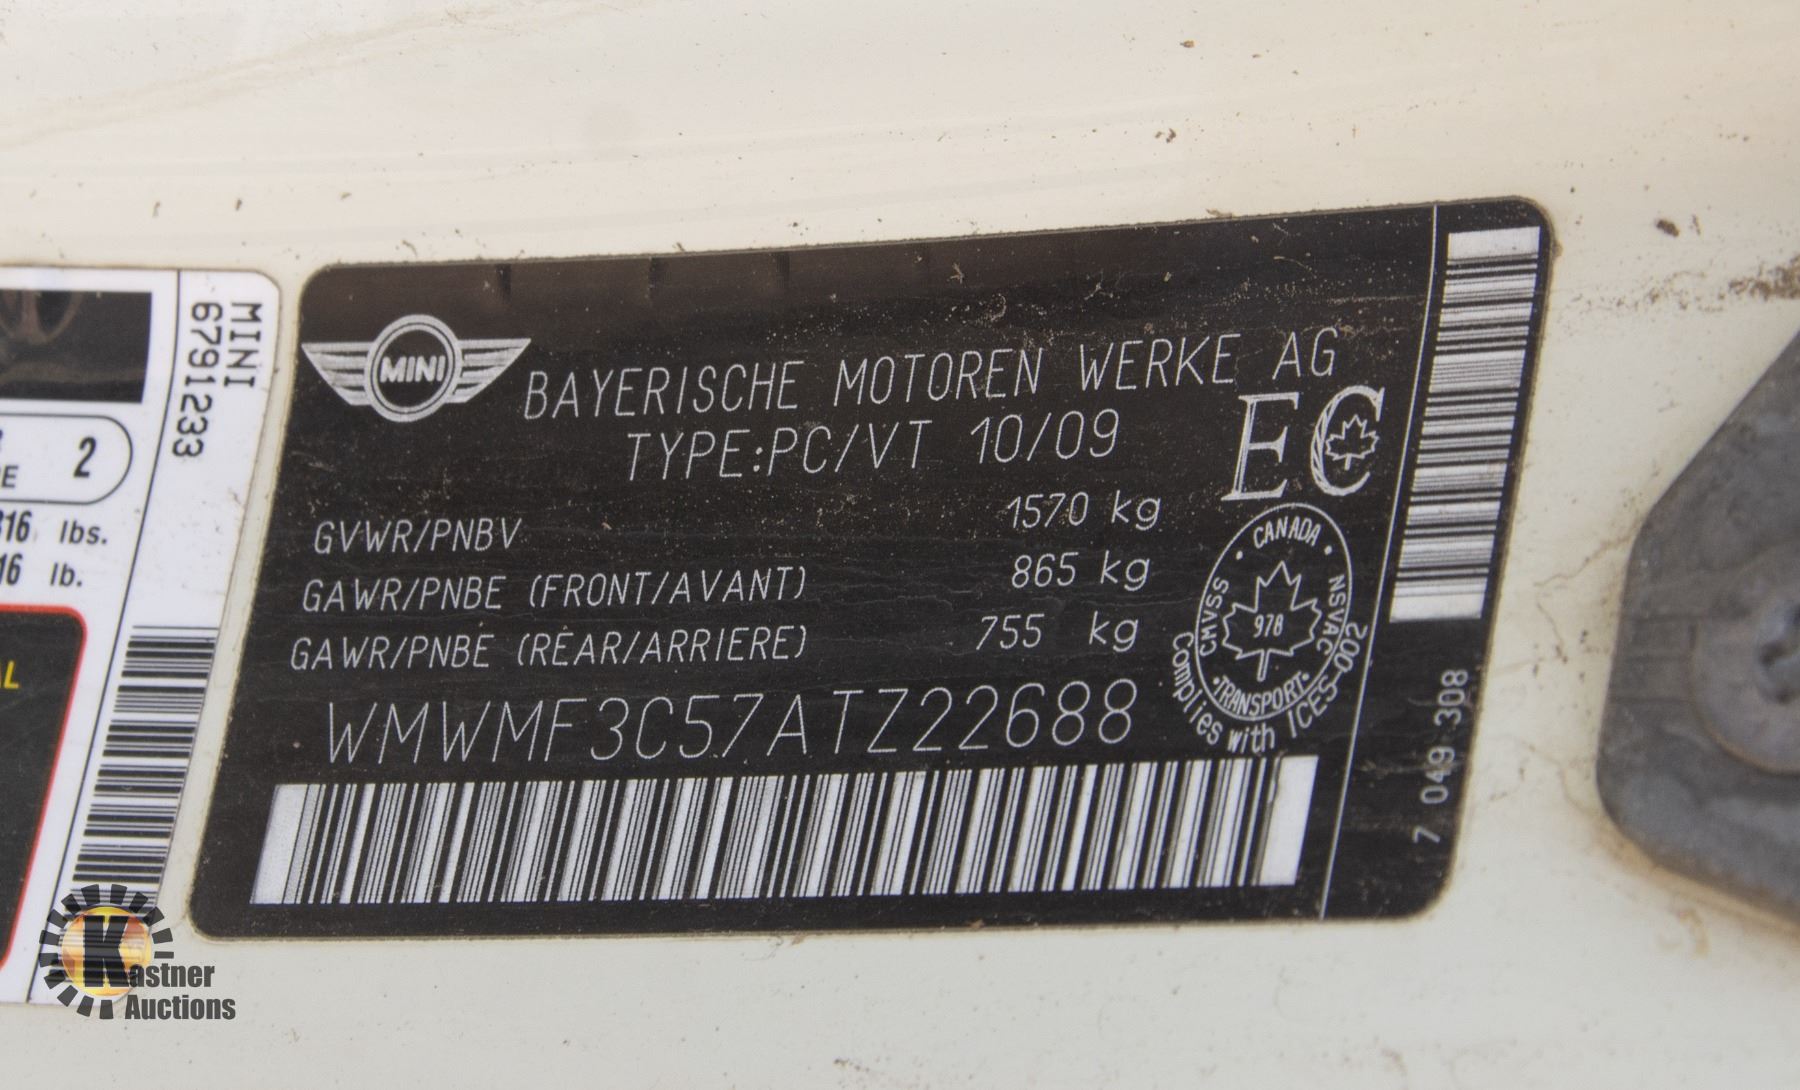 MINI
BAYERISCHE MOTOREN WERKE AG
TYPE:PC/VT 10/09
EC
GVWR/PNBV 1570 kg
GAWR/PNBE (FRONT/AVANT) 865 kg
GAWR/PNBE (REAR/ARRIERE) 755 kg
WMWMF3C57ATZ22688
CANADA
CMVSS
NSVAC
978
TRANSPORT
Complies with ICES-002
7 049 308
MINI
6791233
2
lbs.
16 lb.
Kastner
Auctions